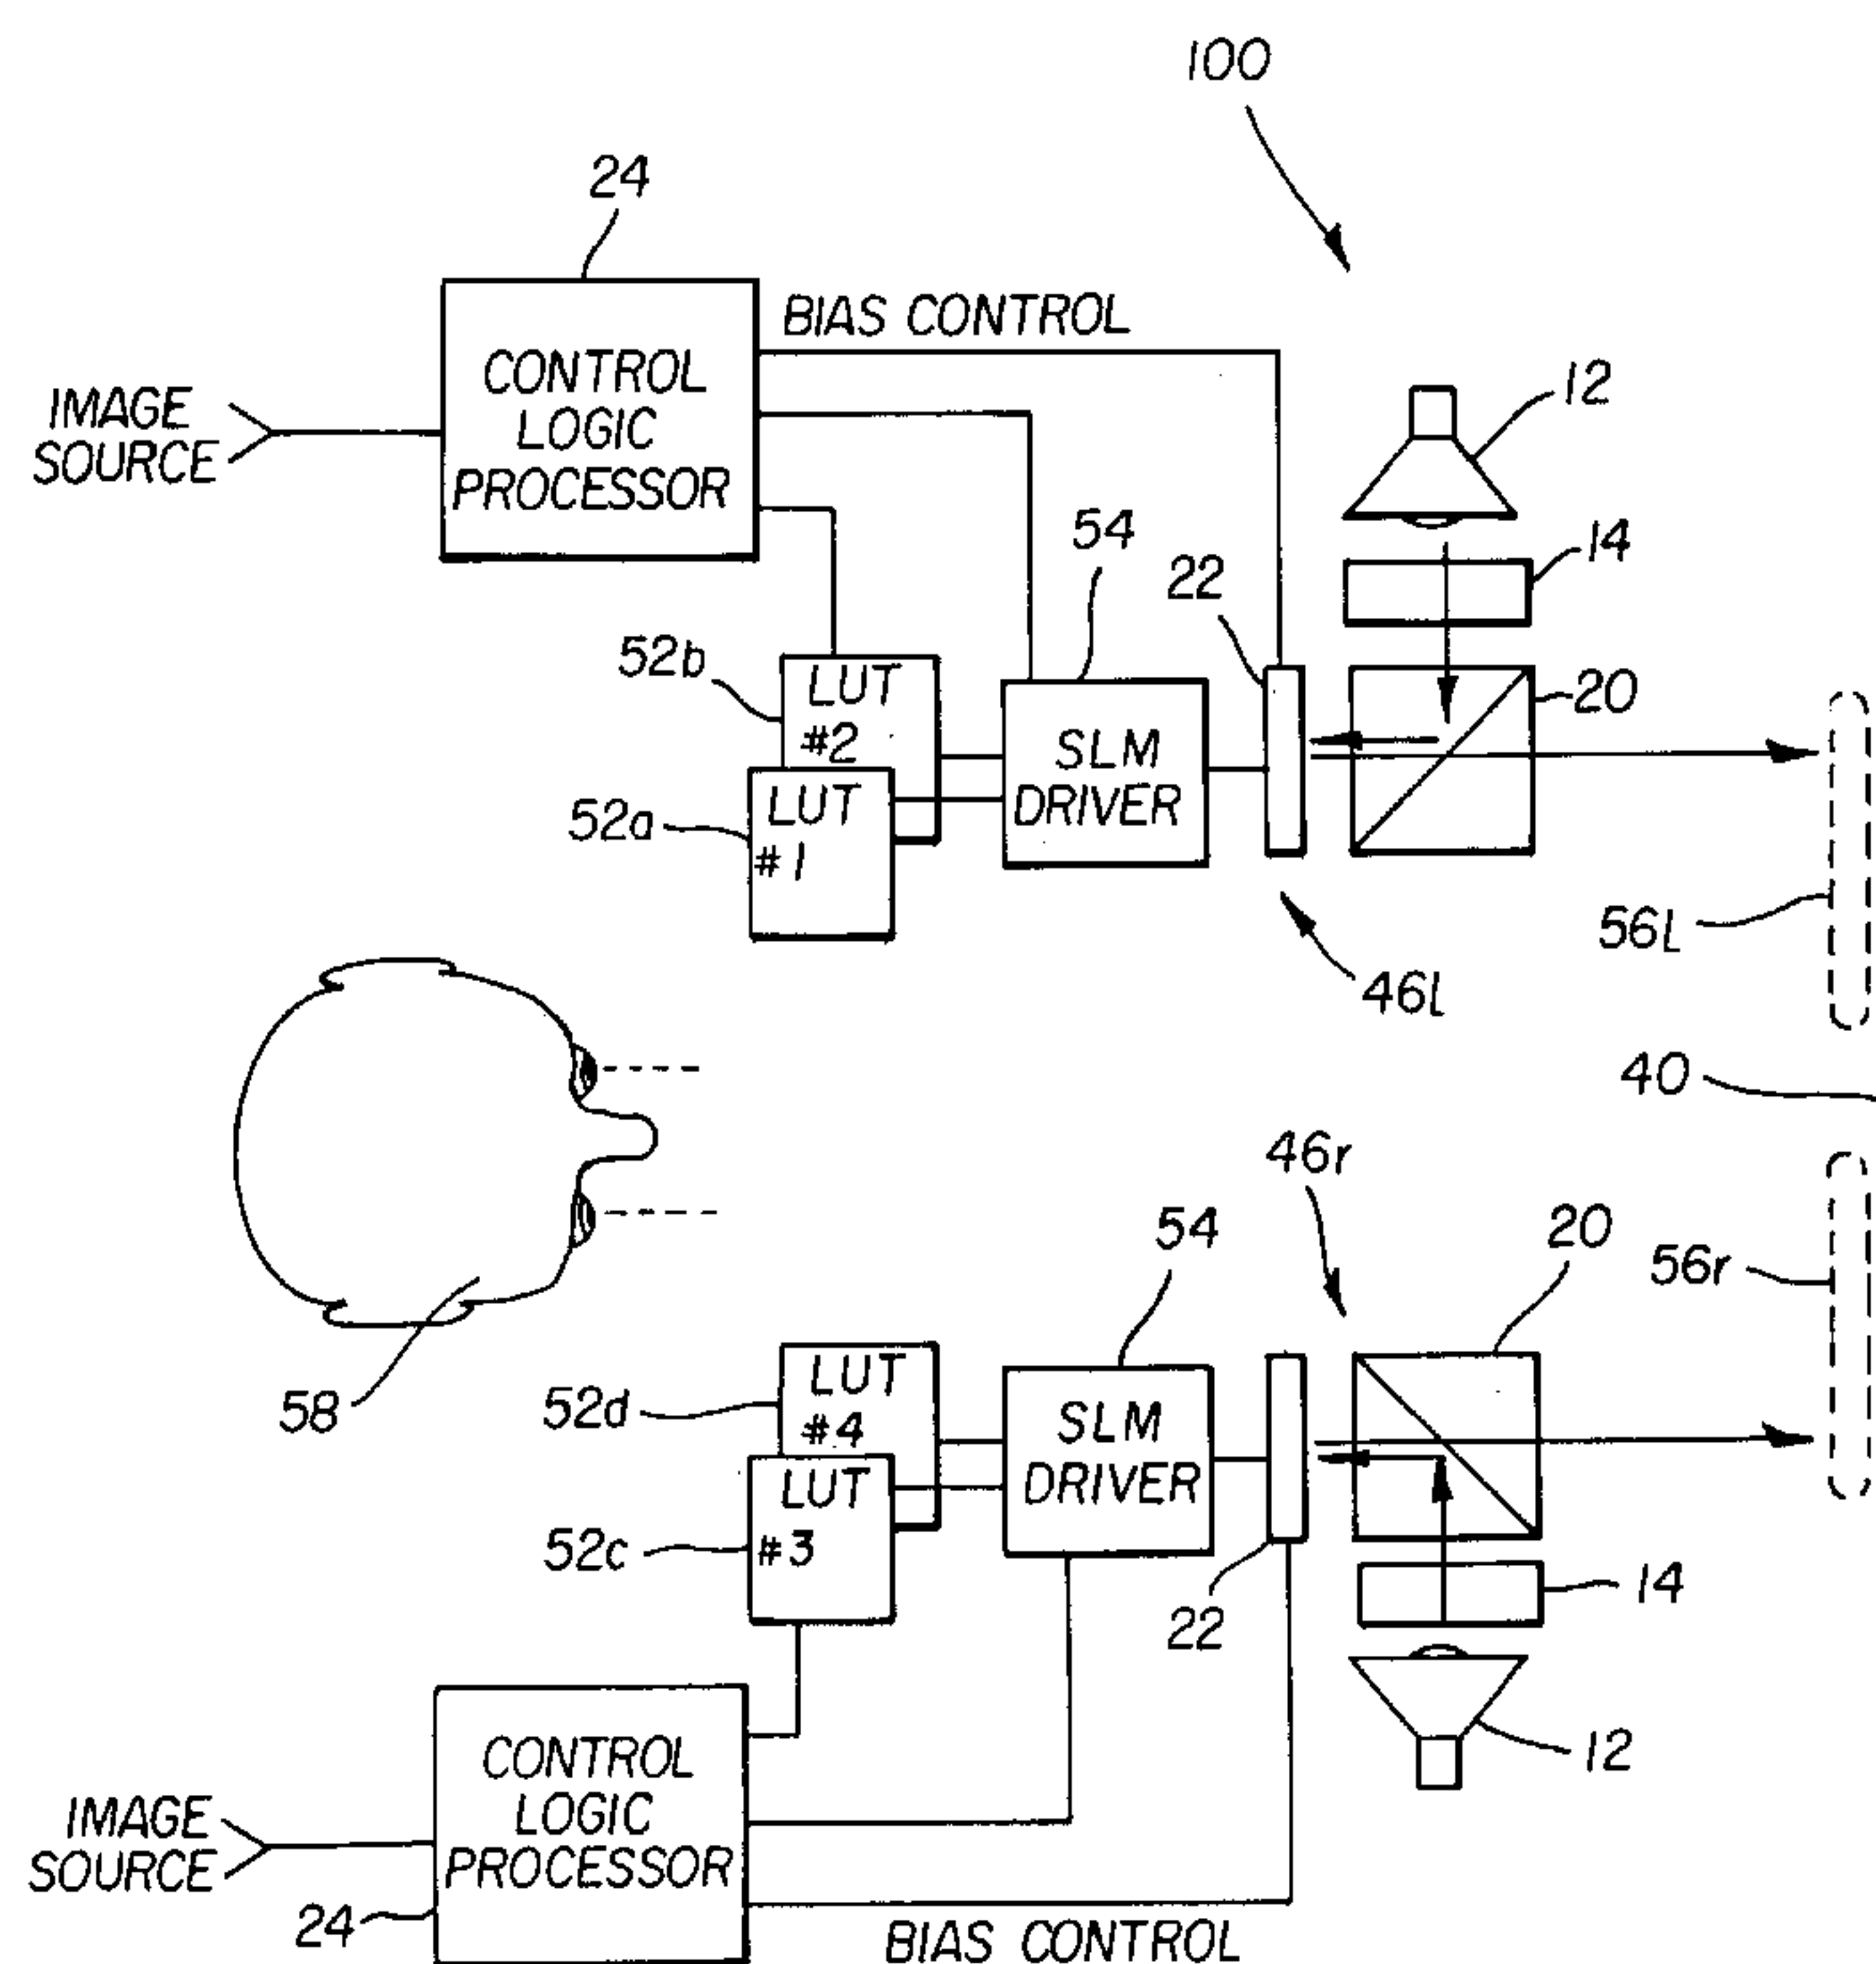 100
24
BIAS CONTROL
CONTROL
LOGIC
PROCESSOR
IMAGE
SOURCE
12
54
14
22
52b
LUT
#2
20
SLM
DRIVER
52a
LUT
#1
56l
46l
40
46r
54
20
56r
58
52d
LUT
#4
SLM
DRIVER
52c
LUT
#3
14
22
12
CONTROL
LOGIC
PROCESSOR
IMAGE
SOURCE
24
BIAS CONTROL